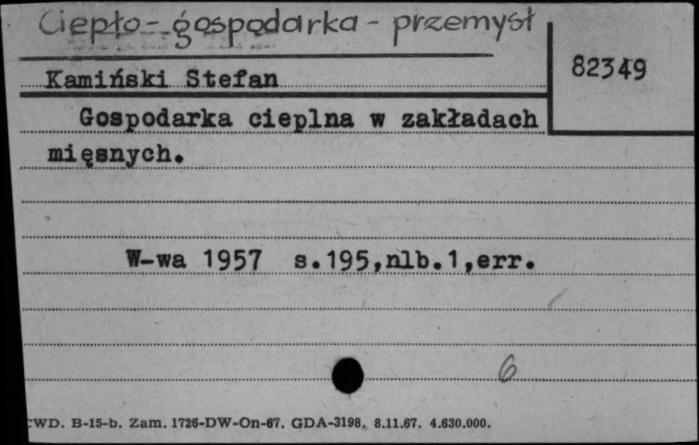 Ciepło - gospodarka - przemysł
82349
Kamiński Stefan
Gospodarka cieplna w zakładach
mięsnych.
W-wa 1957 s.195,nlb.1,err.
6
CWD. B-15-b. Zam. 1726-DW-On-67. GDA-3198. 8.11.67. 4.630.000.